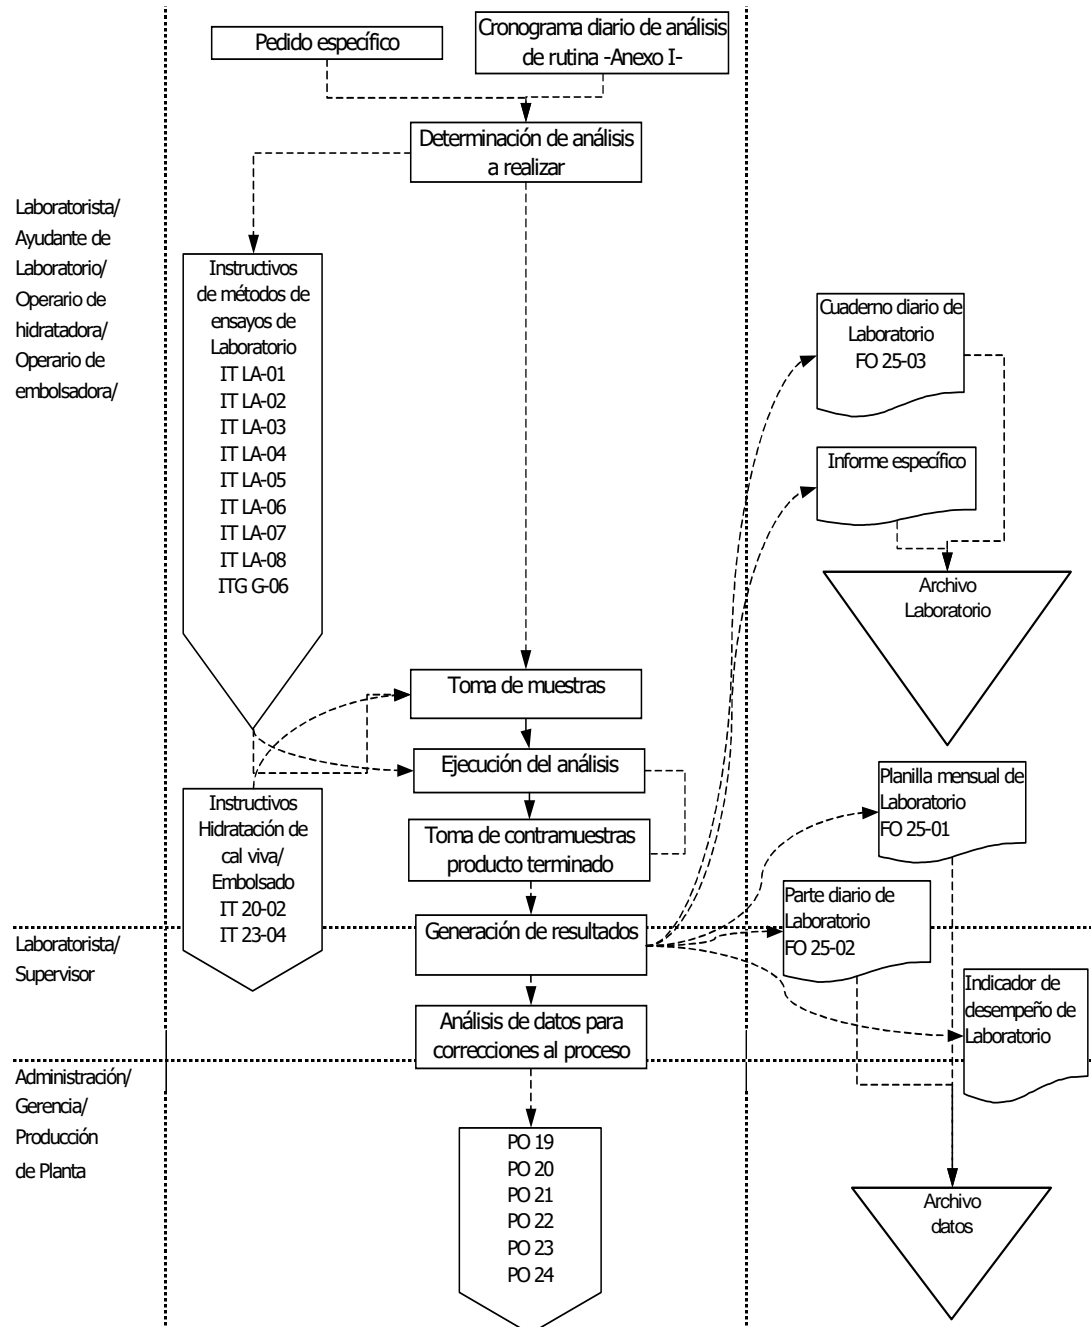 Pedido específico
Cronograma diario de análisis
de rutina -Anexo I-
Determinación de análisis
a realizar
Laboratorista/
Ayudante de
Laboratorio/
Operario de
hidratadora/
Operario de
embolsadora/
Instructivos
de métodos de
ensayos de
Laboratorio
IT LA-01
IT LA-02
IT LA-03
IT LA-04
IT LA-05
IT LA-06
IT LA-07
IT LA-08
ITG G-06
Cuaderno diario de
Laboratorio
FO 25-03
Informe específico
Archivo
Laboratorio
Toma de muestras
Ejecución del análisis
Toma de contramuestras
producto terminado
Instructivos
Hidratación de
cal viva/
Embolsado
IT 20-02
IT 23-04
Planilla mensual de
Laboratorio
FO 25-01
Parte diario de
Laboratorio
FO 25-02
Laboratorista/
Supervisor
Generación de resultados
Indicador de
desempeño de
Laboratorio
Análisis de datos para
correcciones al proceso
Administración/
Gerencia/
Producción
de Planta
PO 19
PO 20
PO 21
PO 22
PO 23
PO 24
Archivo
datos